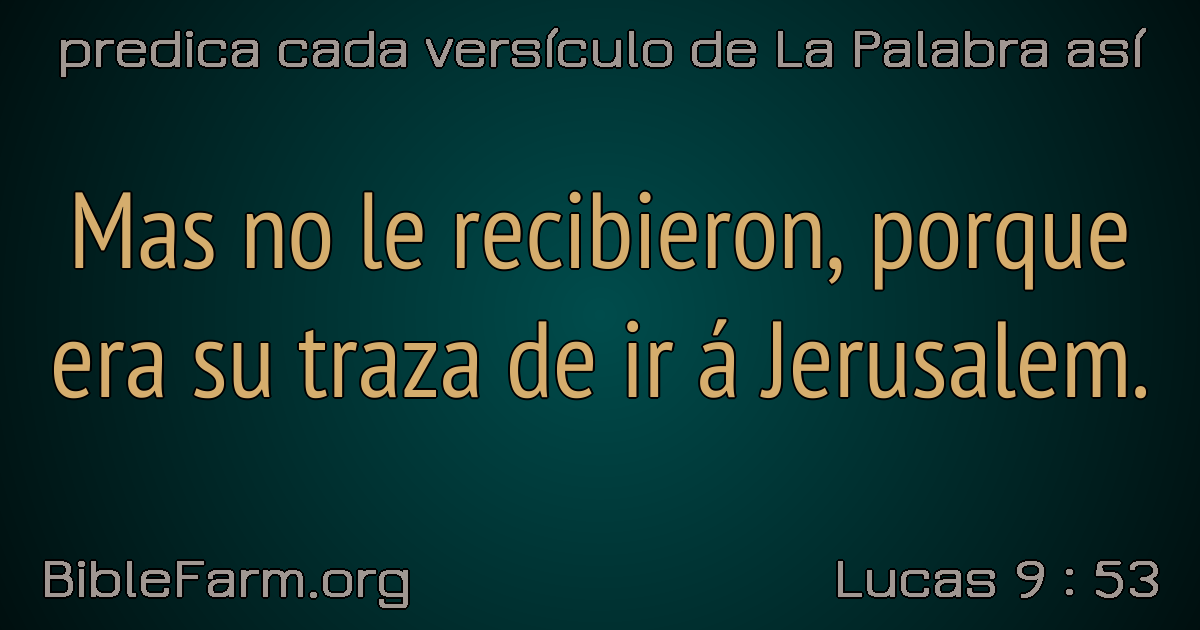 predica cada versículo de La Palabra así
Mas no le recibieron, porque
era su traza de ir á Jerusalem.
BibleFarm.org
Lucas 9 : 53